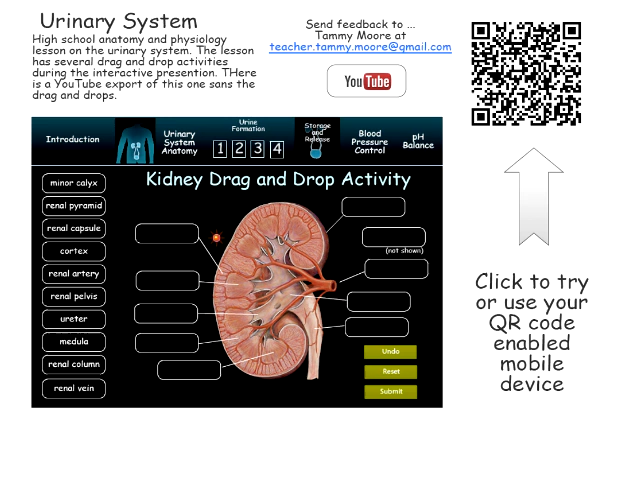 Urinary System
High school anatomy and physiology
lesson on the urinary system. The lesson
has several drag and drop activities
during the interactive presention. THere
is a YouTube export of this one sans the
drag and drops.
Send feedback to ...
Tammy Moore at
teacher.tammy.moore@gmail.com
YouTube
Introduction
Urinary
System
Anatomy
Urine
Formation
1 2 3 4
Storage
and
Release
Blood
Pressure
Control
pH
Balance
Kidney Drag and Drop Activity
minor calyx
renal pyramid
renal capsule
cortex
renal artery
renal pelvis
ureter
medula
renal column
renal vein
(not shown)
Undo
Reset
Submit
Click to try
or use your
QR code
enabled
mobile
device